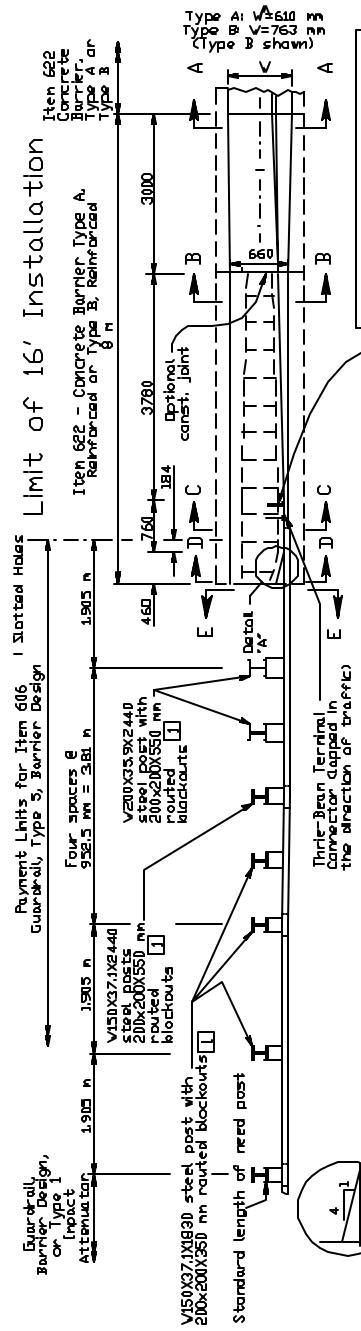 Type A: W=610 mm
Type B: W=763 mm
(Type B shown)
Item 622
Concrete
Barrier,
Type A or
Type B
A
A
W
Limit of 16' Installation
Item 622 - Concrete Barrier Type A,
Reinforced or Type B, Reinforced
8 m
3000
660
B
B
3780
Optional
const. joint
184
760
460
C
C
D
D
E
E
Detail
"A"
Payment Limits for Item 606
Guardrail, Type 5, Barrier Design
1 Slotted Holes
1.905 m
Four spaces @
952.5 mm = 3.81 m
1.905 m
1.905 m
Guardrail,
Barrier Design,
or Type 1
Impact
Attenuator
W200X35.9X2440
steel post with
200x200X550 mm
routed
blockouts 1
W150X37.1X2440
steel posts
200x200X550 mm
routed 1
blockouts
W150X37.1X1830 steel post with
200x200X350 mm routed blockouts 1
Standard length of need post
Thrie-Beam Terminal
Connector (lapped in
the direction of traffic)
4
1